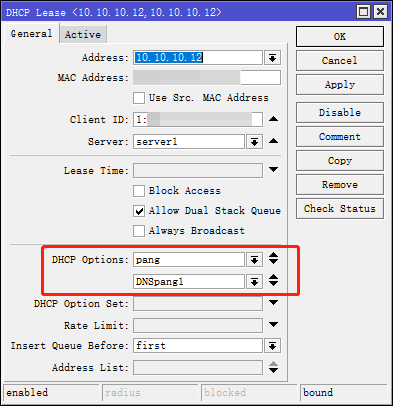 DHCP Lease <10.10.10.12, 10.10.10.12>
General Active
Address: 10.10.10.12
MAC Address:
Use Src. MAC Address
Client ID: 1:
Server: server1
Lease Time:
Block Access
Allow Dual Stack Queue
Always Broadcast
DHCP Options: pang
DNSpang1
DHCP Option Set:
Rate Limit:
Insert Queue Before: first
Address List:
OK
Cancel
Apply
Disable
Comment
Copy
Remove
Check Status
enabled radius blocked bound